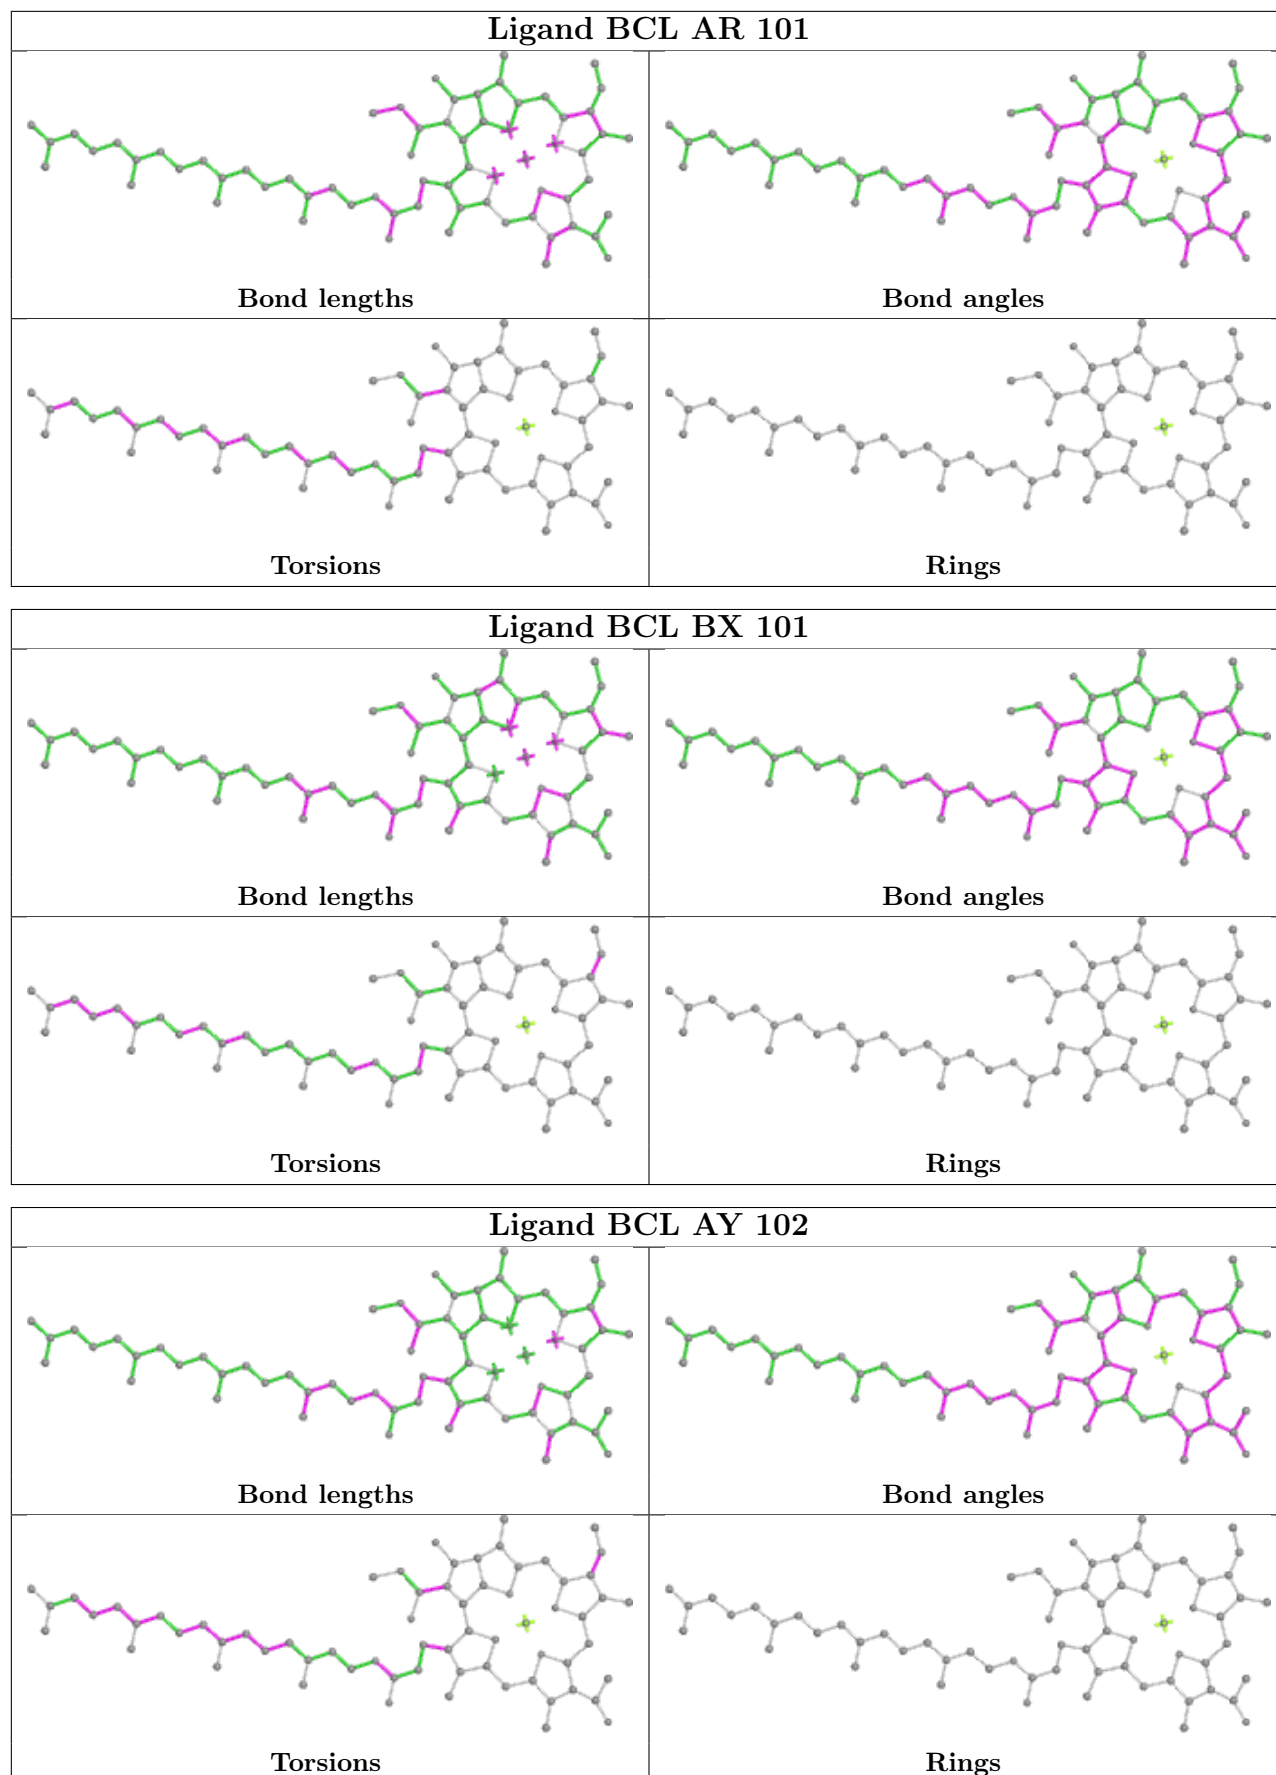 Ligand BCL AR 101
Bond lengths
Bond angles
Torsions
Rings
Ligand BCL BX 101
Bond lengths
Bond angles
Torsions
Rings
Ligand BCL AY 102
Bond lengths
Bond angles
Torsions
Rings